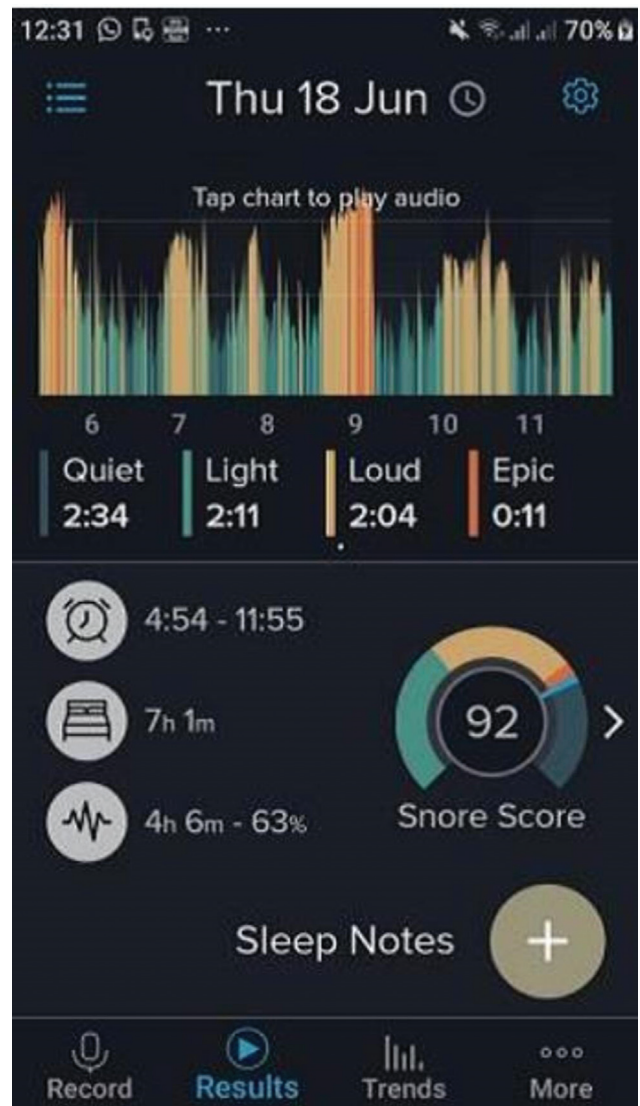 12:31 ... 70%
Thu 18 Jun
Tap chart to play audio
6 7 8 9 10 11
Quiet Light Loud Epic
2:34 2:11 2:04 0:11
4:54 - 11:55
7h 1m
92
4h 6m - 63%
Snore Score
Sleep Notes
Record Results Trends More